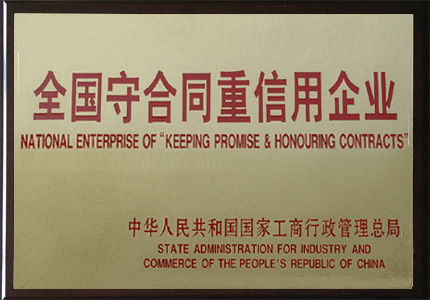 全国守合同重信用企业
NATIONAL ENTERPRISE OF "KEEPING PROMISE & HONOURING CONTRACTS"
中华人民共和国国家工商行政管理总局
STATE ADMINISTRATION FOR INDUSTRY AND
COMMERCE OF THE PEOPLE'S REPUBLIC OF CHINA